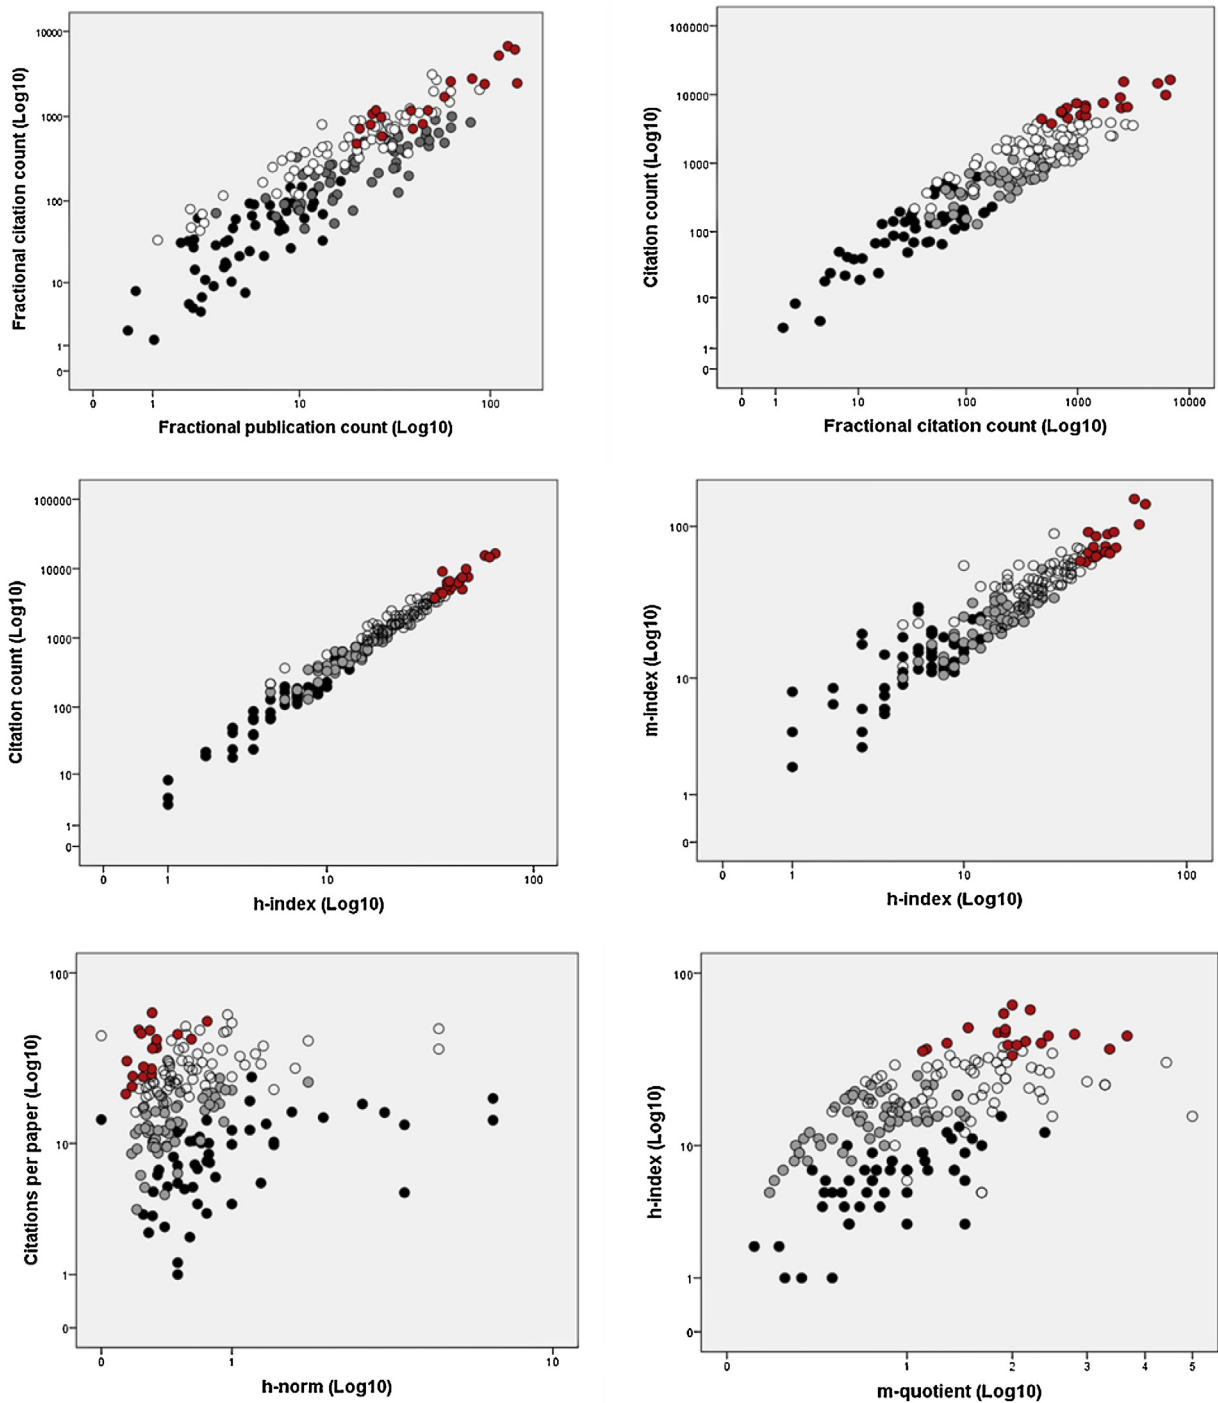 10000
1000
100
10
1
0
Fractional citation count (Log10)
0 1 10 100
Fractional publication count (Log10)
100000
10000
1000
100
10
1
0
Citation count (Log10)
0 1 10 100 1000 10000
Fractional citation count (Log10)
100000
10000
1000
100
10
1
0
Citation count (Log10)
0 1 10 100
h-index (Log10)
100
10
1
0
m-index (Log10)
0 1 10 100
h-index (Log10)
100
10
1
0
Citations per paper (Log10)
0 1 10
h-norm (Log10)
100
10
1
0
h-index (Log10)
0 1 2 3 4 5
m-quotient (Log10)